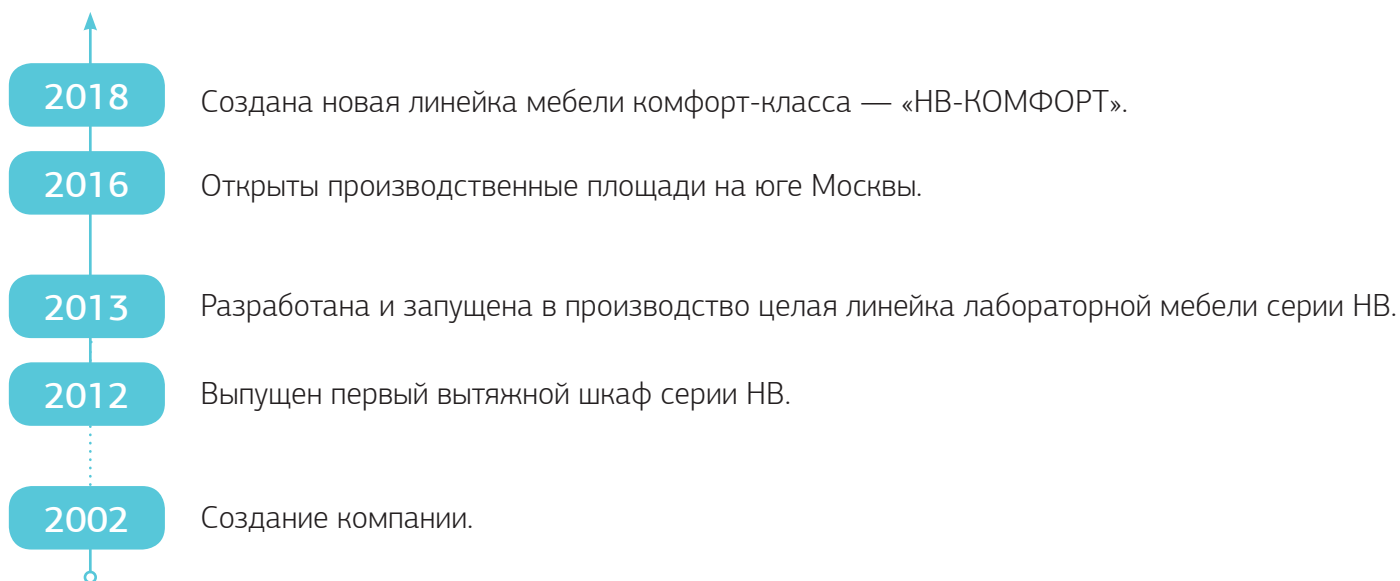 2018 Создана новая линейка мебели комфорт-класса — «НВ-КОМФОРТ».
2016 Открыты производственные площади на юге Москвы.
2013 Разработана и запущена в производство целая линейка лабораторной мебели серии НВ.
2012 Выпущен первый вытяжной шкаф серии НВ.
2002 Создание компании.